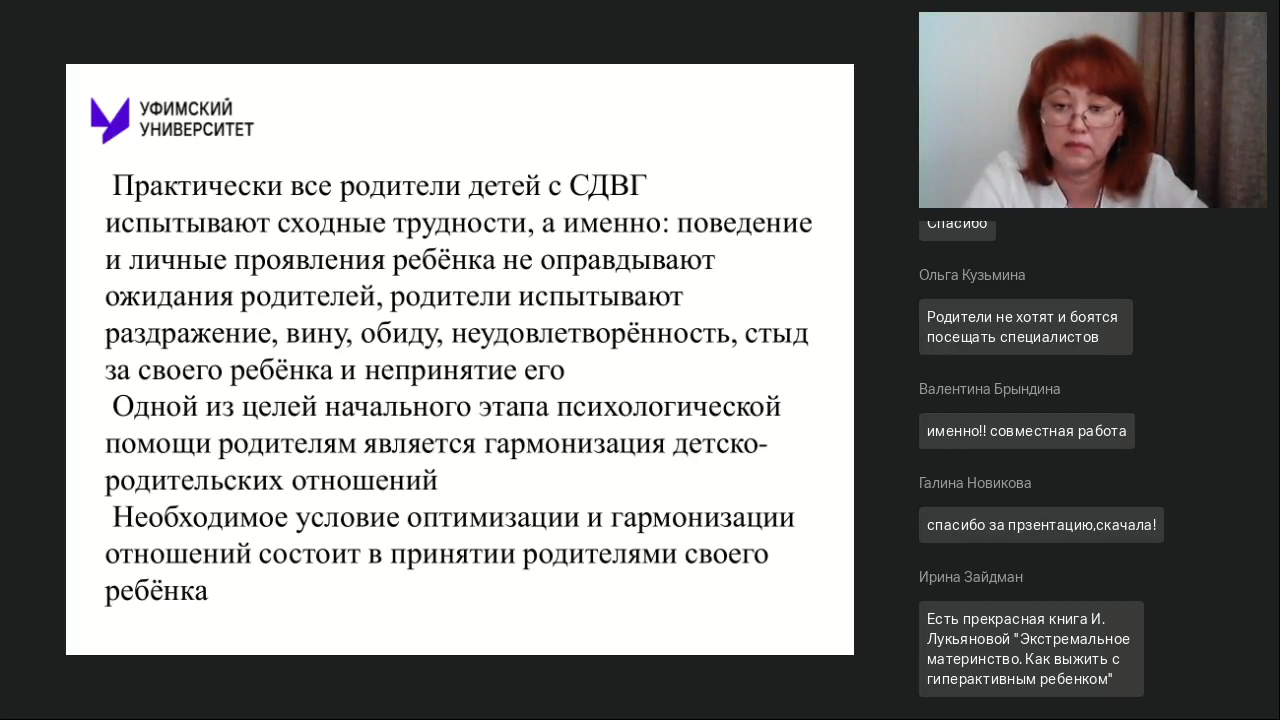 УФИМСКИЙ
УНИВЕРСИТЕТ
Практически все родители детей с СДВГ
испытывают сходные трудности, а именно: поведение
и личные проявления ребёнка не оправдывают
ожидания родителей, родители испытывают
раздражение, вину, обиду, неудовлетворённость, стыд
за своего ребёнка и непринятие его
Одной из целей начального этапа психологической
помощи родителям является гармонизация детско-
родительских отношений
Необходимое условие оптимизации и гармонизации
отношений состоит в принятии родителями своего
ребёнка
Спасибо
Ольга Кузьмина
Родители не хотят и боятся
посещать специалистов
Валентина Брындина
именно!! совместная работа
Галина Новикова
спасибо за прзентацию,скачала!
Ирина Зайдман
Есть прекрасная книга И.
Лукьяновой "Экстремальное
материнство. Как выжить с
гиперактивным ребенком"